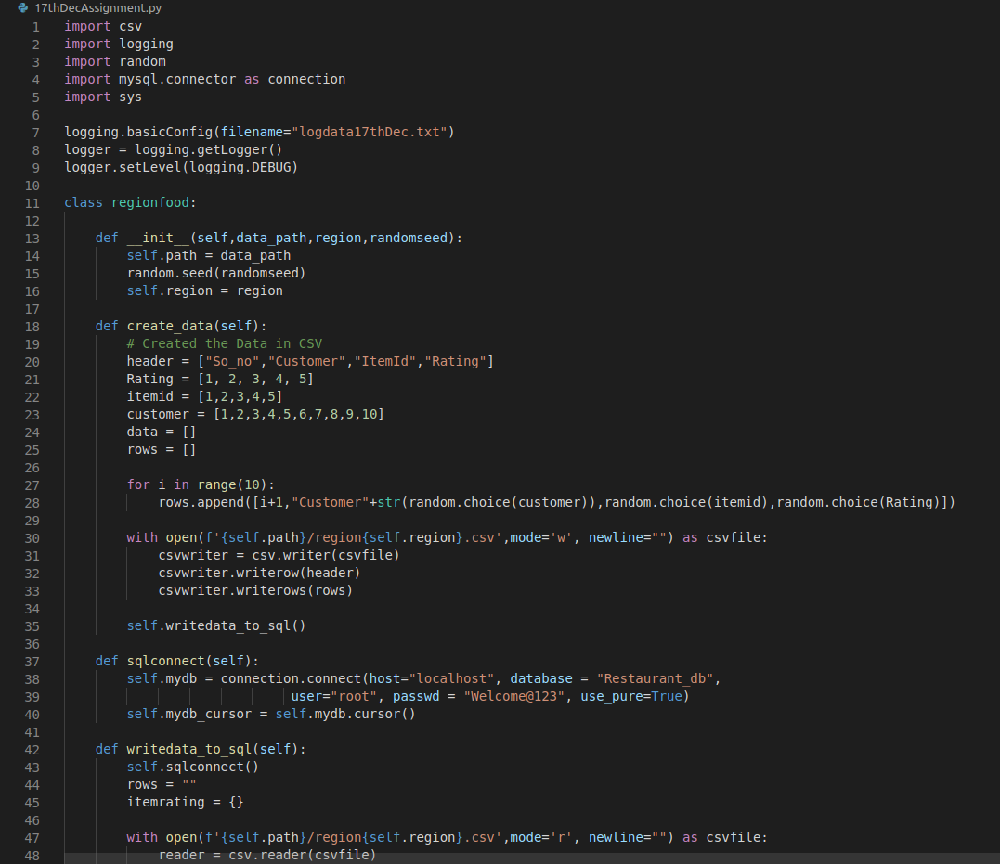 17thDecAssignment.py
1 import csv
2 import logging
3 import random
4 import mysql.connector as connection
5 import sys
6
7 logging.basicConfig(filename="logdata17thDec.txt")
8 logger = logging.getLogger()
9 logger.setLevel(logging.DEBUG)
10
11 class regionfood:
12
13     def __init__(self,data_path,region,randomseed):
14         self.path = data_path
15         random.seed(randomseed)
16         self.region = region
17
18     def create_data(self):
19         # Created the Data in CSV
20         header = ["So_no","Customer","ItemId","Rating"]
21         Rating = [1, 2, 3, 4, 5]
22         itemid = [1,2,3,4,5]
23         customer = [1,2,3,4,5,6,7,8,9,10]
24         data = []
25         rows = []
26
27         for i in range(10):
28             rows.append([i+1,"Customer"+str(random.choice(customer)),random.choice(itemid),random.choice(Rating)])
29
30         with open(f'{self.path}/region{self.region}.csv',mode='w', newline="") as csvfile:
31             csvwriter = csv.writer(csvfile)
32             csvwriter.writerow(header)
33             csvwriter.writerows(rows)
34
35         self.writedata_to_sql()
36
37     def sqlconnect(self):
38         self.mydb = connection.connect(host="localhost", database = "Restaurant_db",
39                              user="root", passwd = "Welcome@123", use_pure=True)
40         self.mydb_cursor = self.mydb.cursor()
41
42     def writedata_to_sql(self):
43         self.sqlconnect()
44         rows = ""
45         itemrating = {}
46
47         with open(f'{self.path}/region{self.region}.csv',mode='r', newline="") as csvfile:
48             reader = csv.reader(csvfile)